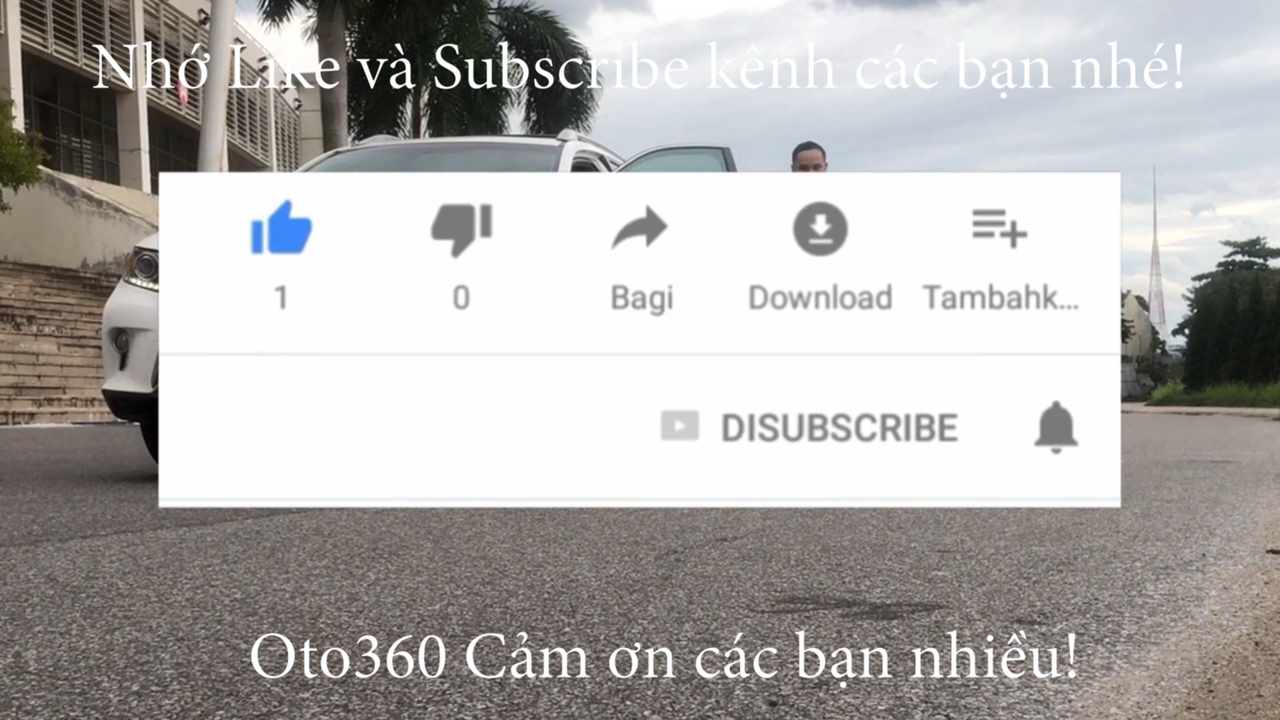 Nhớ Like và Subscribe kênh các bạn nhé!
1 0 Bagi Download Tambahk...
DISUBSCRIBE
Oto360 Cảm ơn các bạn nhiều!